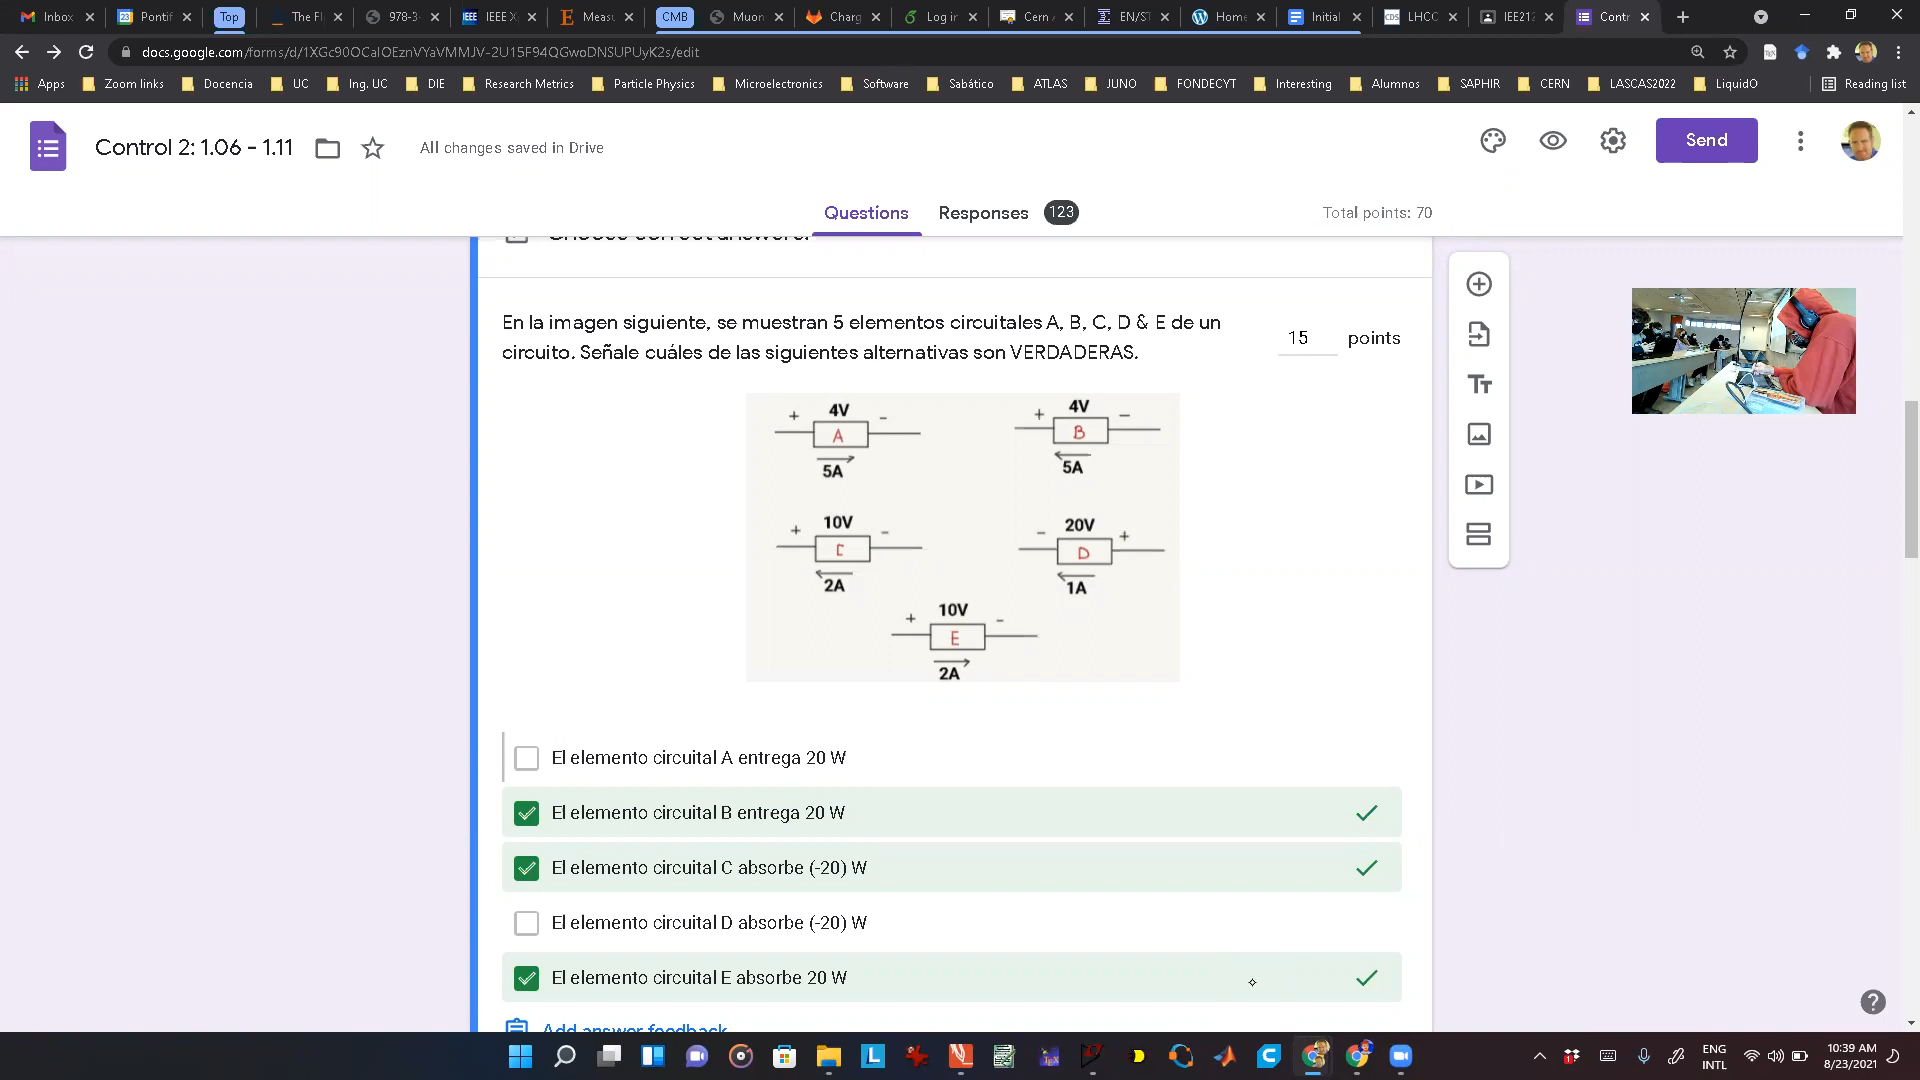 Inbox
Pontif
Top
The Fl
978-3-
IEEE X
Measu
CMB
Muon
Charg
Log in
Cern
EN/ST
Home
Initial
LHCC
IEE212
Contr
docs.google.com/forms/d/1XGc90OCalOEznVYaVMMJV-2U15F94QGwoDNSUPUyK2s/edit
Apps
Zoom links
Docencia
UC
Ing. UC
DIE
Research Metrics
Particle Physics
Microelectronics
Software
Sabático
ATLAS
JUNO
FONDECYT
Interesting
Alumnos
SAPHIR
CERN
LASCAS2022
LiquidO
Reading list
Control 2: 1.06 - 1.11
All changes saved in Drive
Send
Questions
Responses 123
Total points: 70
Choose correct answers:
En la imagen siguiente, se muestran 5 elementos circuitales A, B, C, D & E de un
circuito. Señale cuáles de las siguientes alternativas son VERDADERAS.
15 points
+ 4V -
A
5A
+ 4V -
B
5A
+ 10V -
C
2A
- 20V +
D
1A
+ 10V -
E
2A
El elemento circuital A entrega 20 W
El elemento circuital B entrega 20 W
El elemento circuital C absorbe (-20) W
El elemento circuital D absorbe (-20) W
El elemento circuital E absorbe 20 W
Add answer feedback
ENG
INTL
10:39 AM
8/23/2021